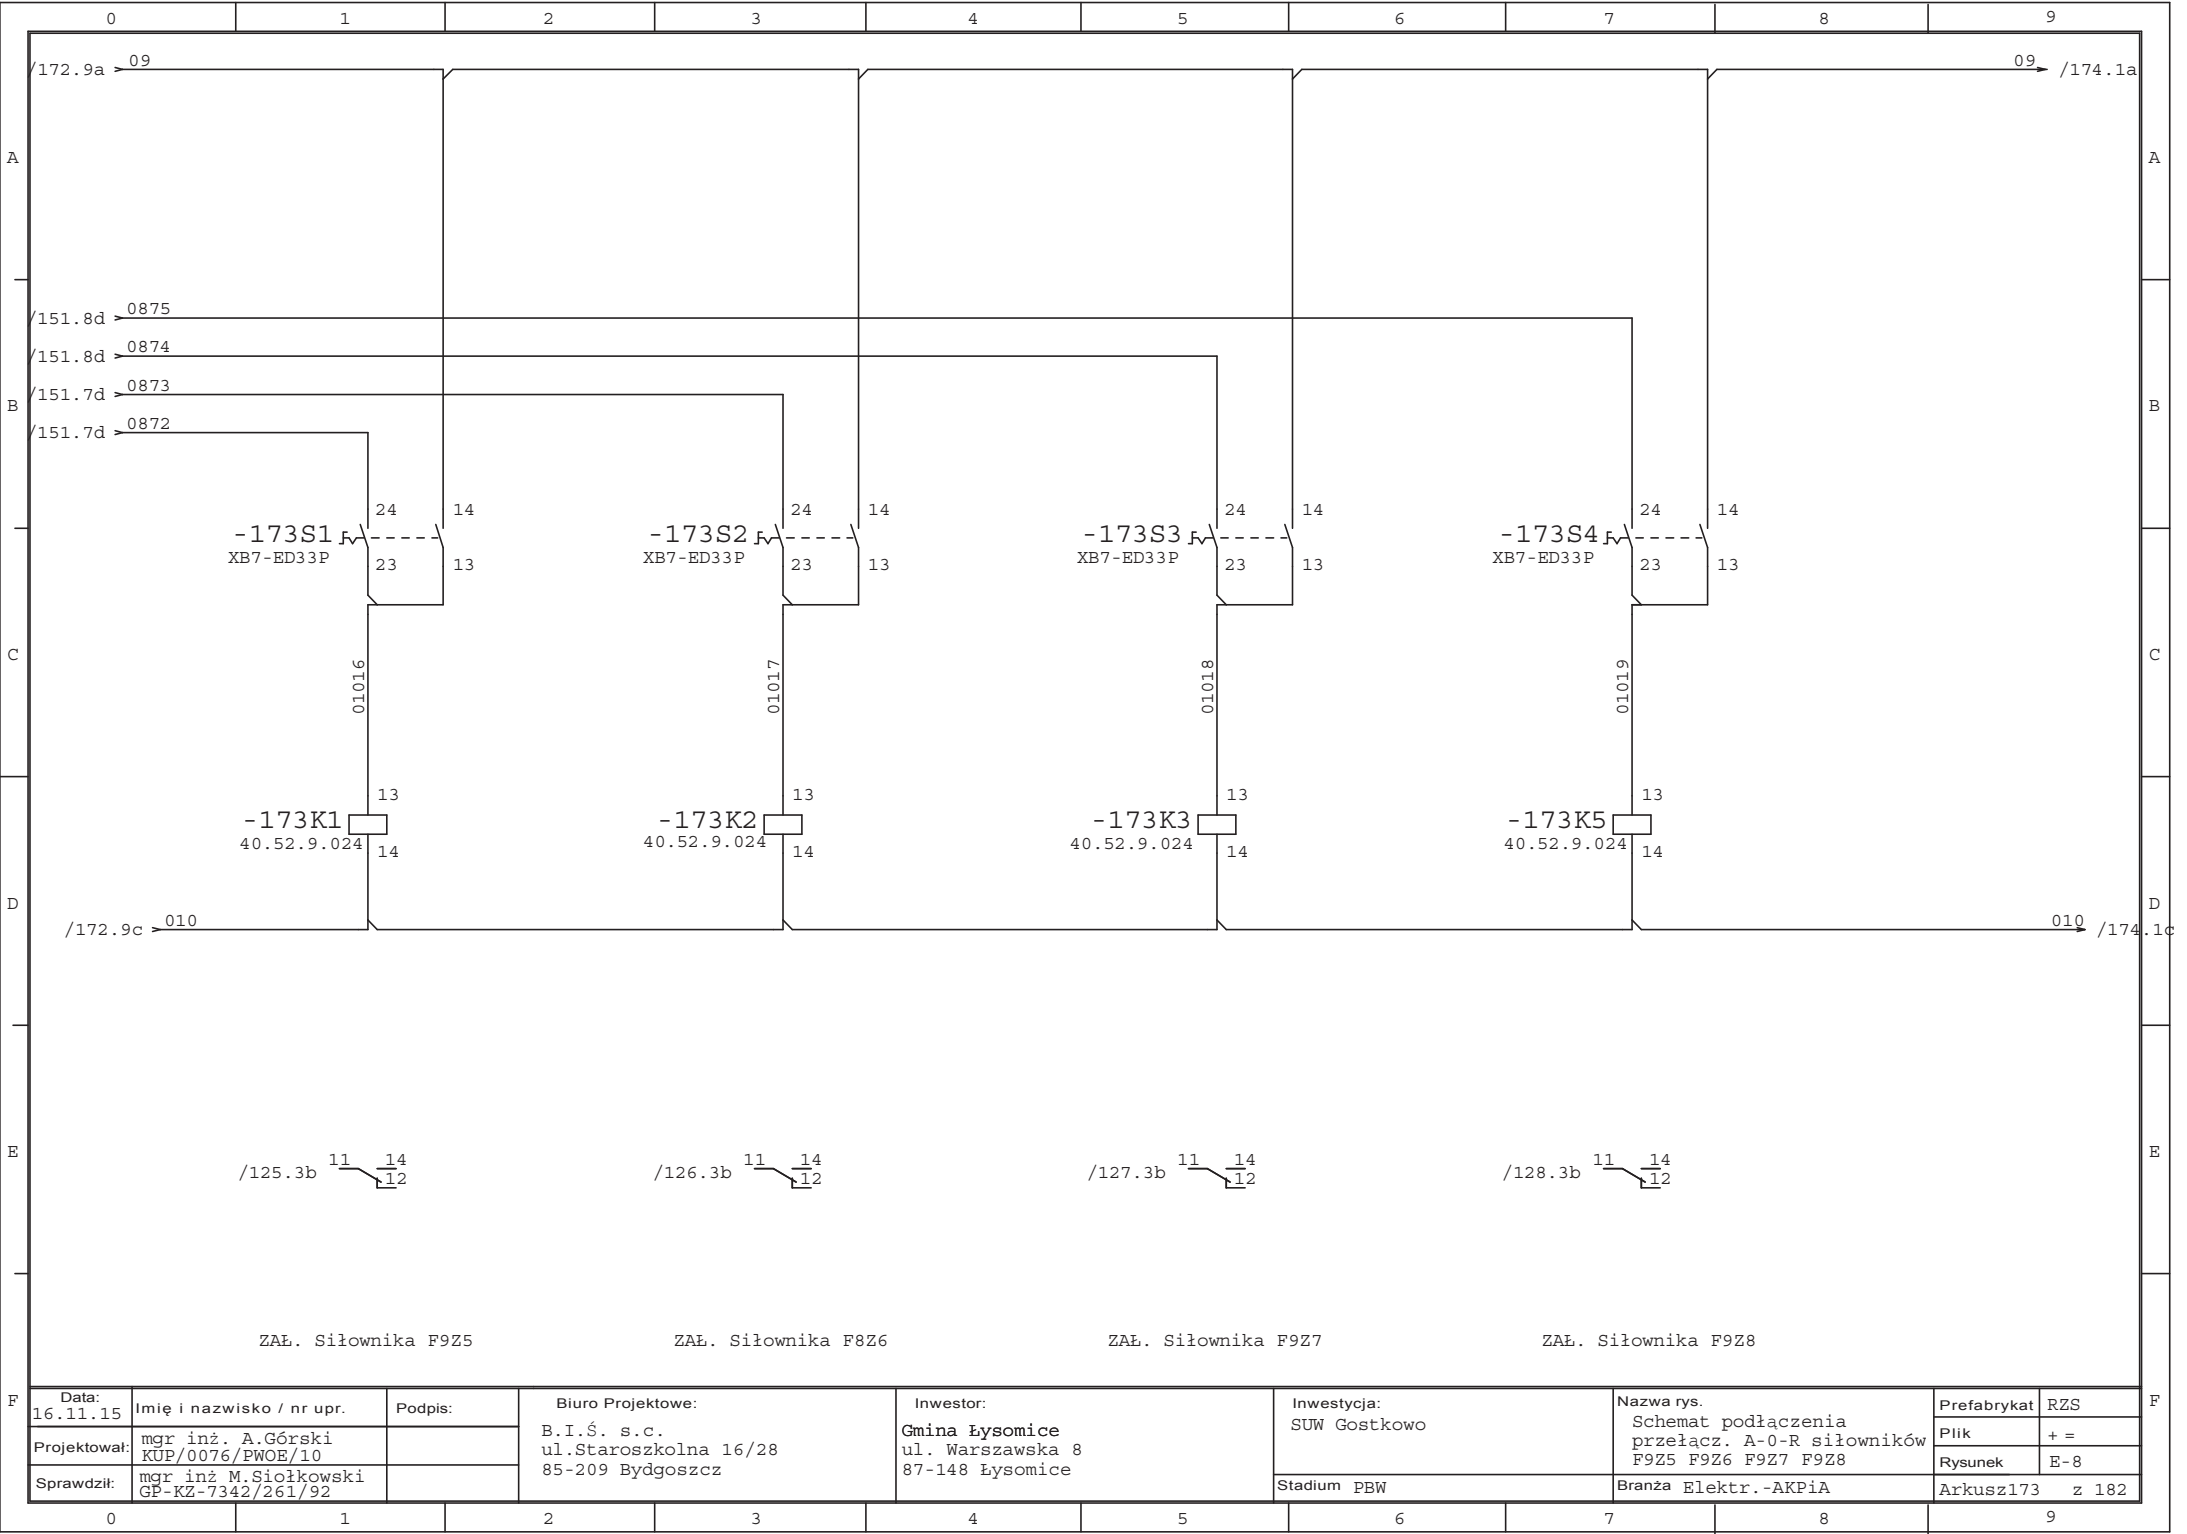 0 1 2 3 4 5 6 7 8 9
/172.9a 09 09 /174.1a
A A
/151.8d 0875
/151.8d 0874
/151.7d 0873
B B
/151.7d 0872
24 14 24 14 24 14 24 14
-173S1 -173S2 -173S3 -173S4
XB7-ED33P XB7-ED33P XB7-ED33P XB7-ED33P
23 13 23 13 23 13 23 13
C C
01016 01017 01018 01019
13 13 13 13
-173K1 -173K2 -173K3 -173K5
40.52.9.024 40.52.9.024 40.52.9.024 40.52.9.024
14 14 14 14
D D
/172.9c 010 010 /174.1c
E E
/125.3b 11 14 /126.3b 11 14 /127.3b 11 14 /128.3b 11 14
12 12 12 12
ZAŁ. Siłownika F9Z5 ZAŁ. Siłownika F8Z6 ZAŁ. Siłownika F9Z7 ZAŁ. Siłownika F9Z8
F F
Data:
16.11.15
Imię i nazwisko / nr upr.
Podpis:
Projektował:
mgr inż. A.Górski
KUP/0076/PWOE/10
Sprawdził:
mgr inż M.Siołkowski
GP-KZ-7342/261/92
Biuro Projektowe:
B.I.Ś. s.c.
ul.Staroszkolna 16/28
85-209 Bydgoszcz
Inwestor:
Gmina Łysomice
ul. Warszawska 8
87-148 Łysomice
Inwestycja:
SUW Gostkowo
Stadium PBW
Nazwa rys.
Schemat podłączenia
przełącz. A-0-R siłowników
F9Z5 F9Z6 F9Z7 F9Z8
Branża Elektr.-AKPiA
Prefabrykat RZS
Plik + =
Rysunek E-8
Arkusz173 z 182
0 1 2 3 4 5 6 7 8 9